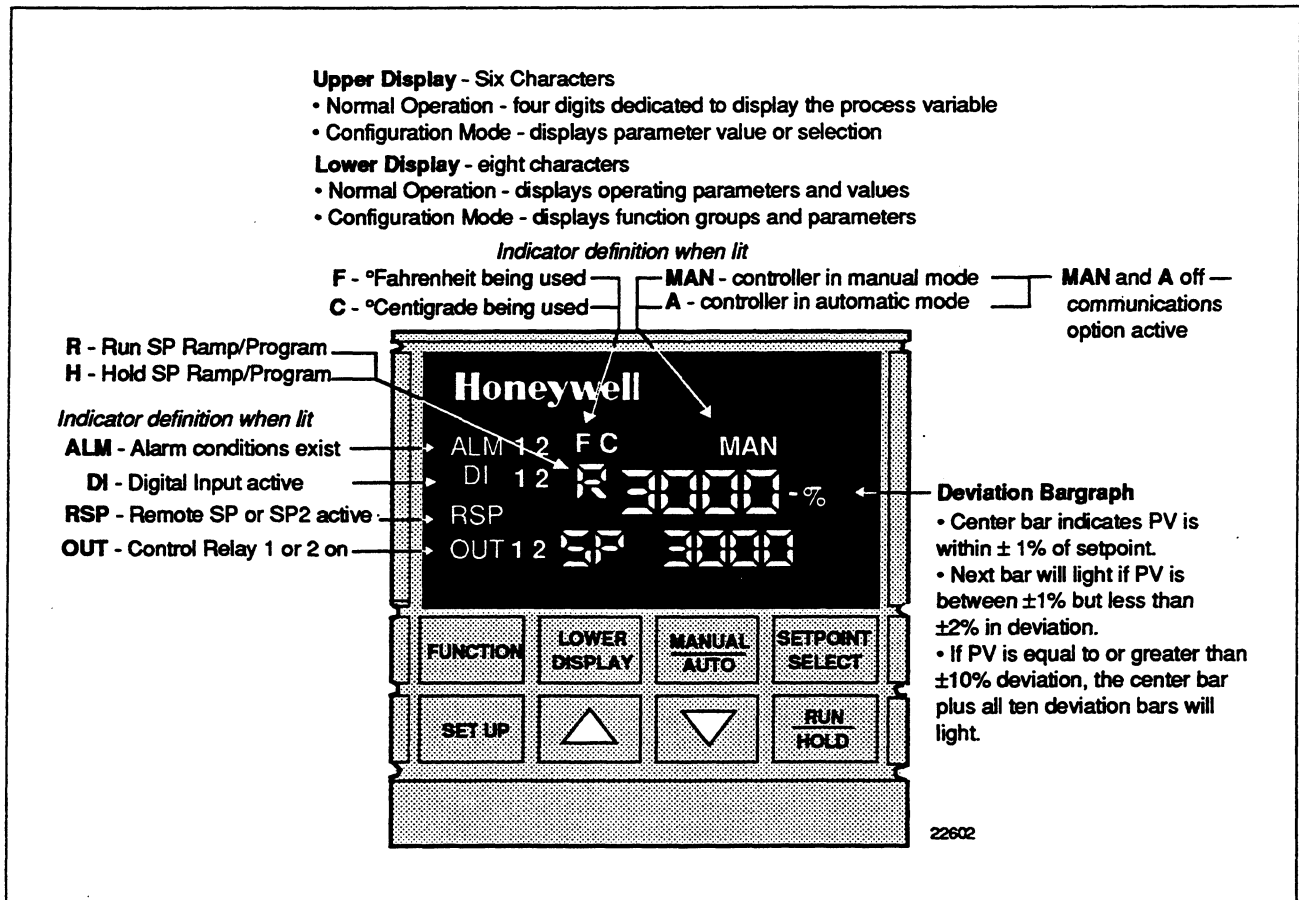 Upper Display - Six Characters
• Normal Operation - four digits dedicated to display the process variable
• Configuration Mode - displays parameter value or selection
Lower Display - eight characters
• Normal Operation - displays operating parameters and values
• Configuration Mode - displays function groups and parameters
Indicator definition when lit
F - °Fahrenheit being used
C - °Centigrade being used
MAN - controller in manual mode
A - controller in automatic mode
MAN and A off —
communications
option active
R - Run SP Ramp/Program
H - Hold SP Ramp/Program
Indicator definition when lit
ALM - Alarm conditions exist
DI - Digital Input active
RSP - Remote SP or SP2 active
OUT - Control Relay 1 or 2 on
Honeywell
ALM 1 2 F C MAN
DI 1 2 R 3000 - %
RSP
OUT 1 2 SP 3000
Deviation Bargraph
• Center bar indicates PV is
within ± 1% of setpoint.
• Next bar will light if PV is
between ±1% but less than
±2% in deviation.
• If PV is equal to or greater than
±10% deviation, the center bar
plus all ten deviation bars will
light.
FUNCTION
LOWER
DISPLAY
MANUAL
AUTO
SETPOINT
SELECT
SET UP
RUN
HOLD
22602